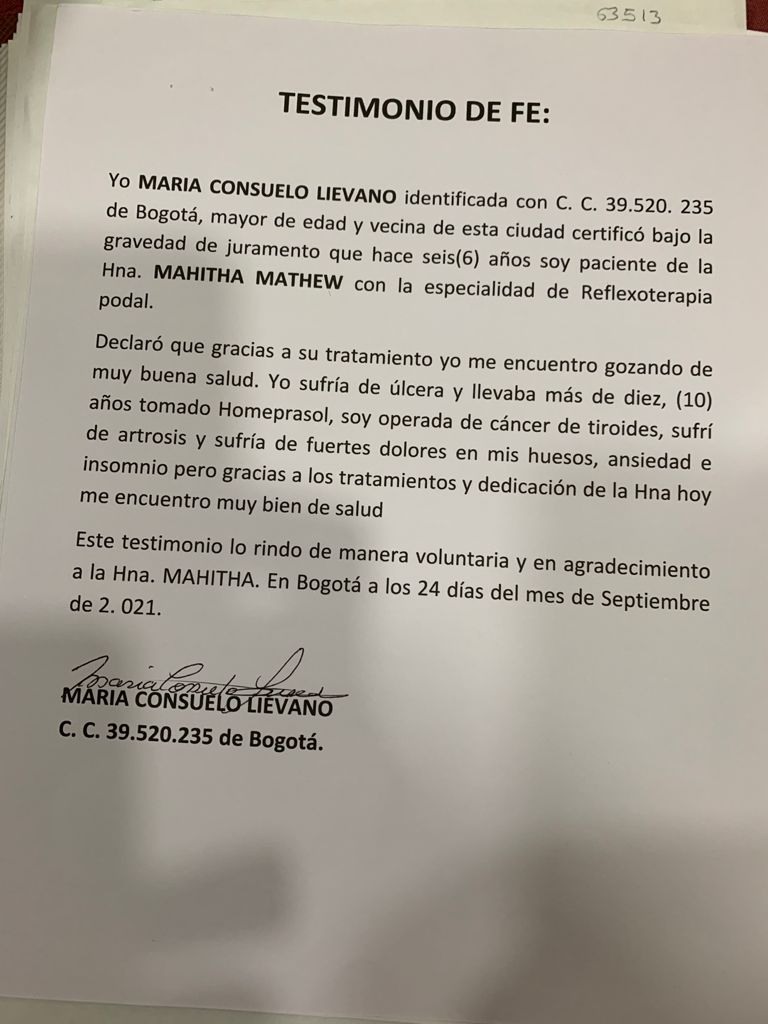 63513
TESTIMONIO DE FE:
Yo MARIA CONSUELO LIEVANO identificada con C. C. 39.520. 235
de Bogotá, mayor de edad y vecina de esta ciudad certificó bajo la
gravedad de juramento que hace seis(6) años soy paciente de la
Hna. MAHITHA MATHEW con la especialidad de Reflexoterapia
podal.
Declaró que gracias a su tratamiento yo me encuentro gozando de
muy buena salud. Yo sufría de úlcera y llevaba más de diez, (10)
años tomado Homeprasol, soy operada de cáncer de tiroides, sufrí
de artrosis y sufría de fuertes dolores en mis huesos, ansiedad e
insomnio pero gracias a los tratamientos y dedicación de la Hna hoy
me encuentro muy bien de salud
Este testimonio lo rindo de manera voluntaria y en agradecimiento
a la Hna. MAHITHA. En Bogotá a los 24 días del mes de Septiembre
de 2. 021.
Maria Consuelo
MARIA CONSUELO LIEVANO
C. C. 39.520.235 de Bogotá.